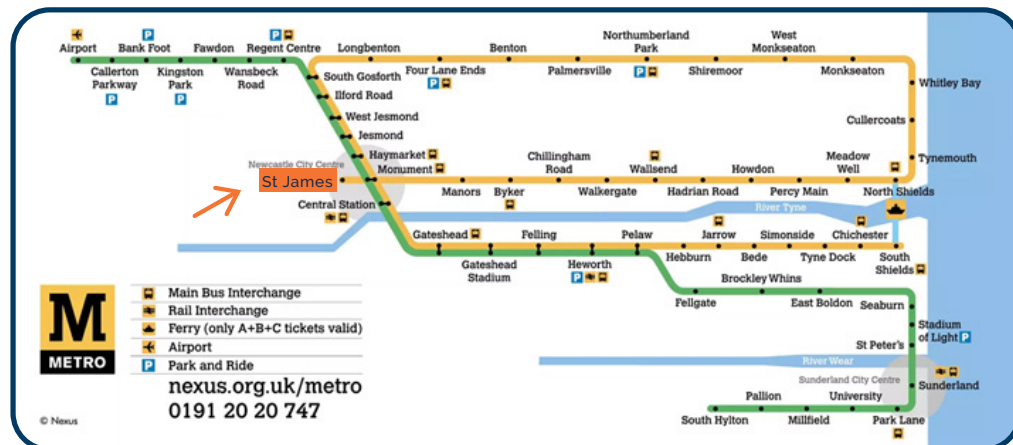 Airport
Bank Foot
Fawdon
Regent Centre
Callerton
Parkway
Kingston
Park
Wansbeck
Road
Longbenton
Benton
Northumberland
Park
West
Monkseaton
Four Lane Ends
Palmersville
Shiremoor
Monkseaton
South Gosforth
Ilford Road
West Jesmond
Jesmond
Haymarket
Newcastle City Centre
Monument
St James
Central Station
Whitley Bay
Cullercoats
Tynemouth
Manors
Byker
Chillingham
Road
Walkergate
Wallsend
Hadrian Road
Howdon
Percy Main
Meadow
Well
North Shields
River Tyne
Gateshead
Felling
Pelaw
Jarrow
Simonside
Chichester
Gateshead
Stadium
Heworth
Hebburn
Bede
Tyne Dock
South
Shields
Brockley Whins
Fellgate
East Boldon
Seaburn
Stadium
of Light
St Peter's
River Wear
Sunderland City Centre
Sunderland
Pallion
University
South Hylton
Millfield
Park Lane
M
METRO
Main Bus Interchange
Rail Interchange
Ferry (only A+B+C tickets valid)
Airport
P Park and Ride
nexus.org.uk/metro
0191 20 20 747
© Nexus